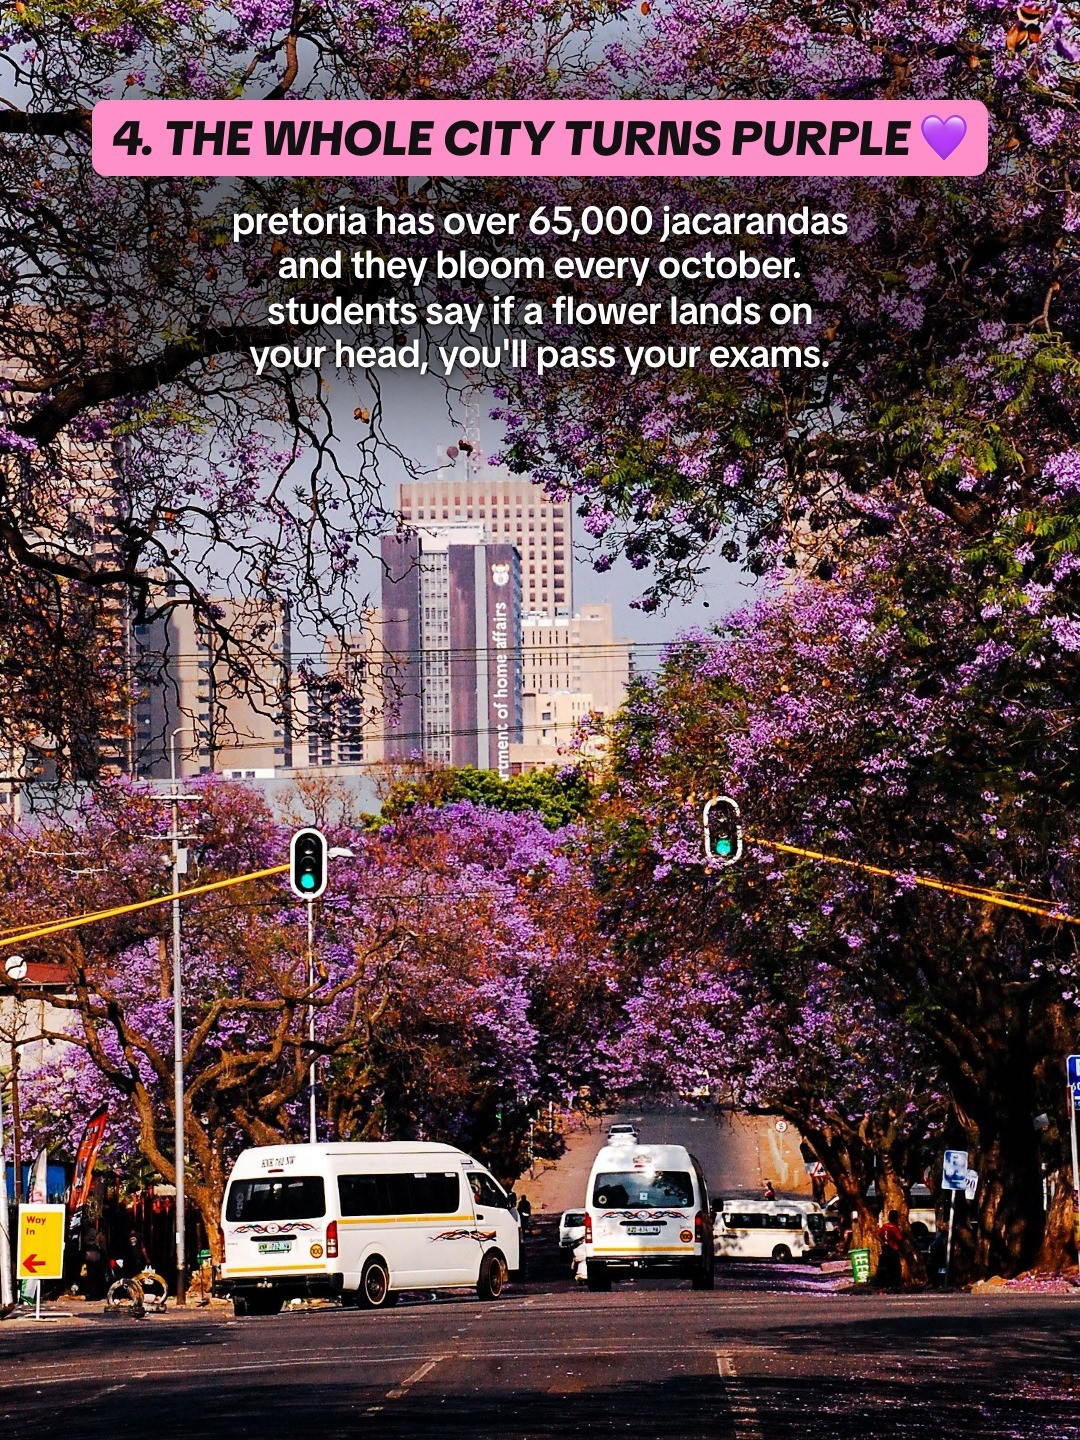 4. THE WHOLE CITY TURNS PURPLE 💜
pretoria has over 65,000 jacarandas
and they bloom every october.
students say if a flower lands on
your head, you'll pass your exams.
of home affairs
Way
In